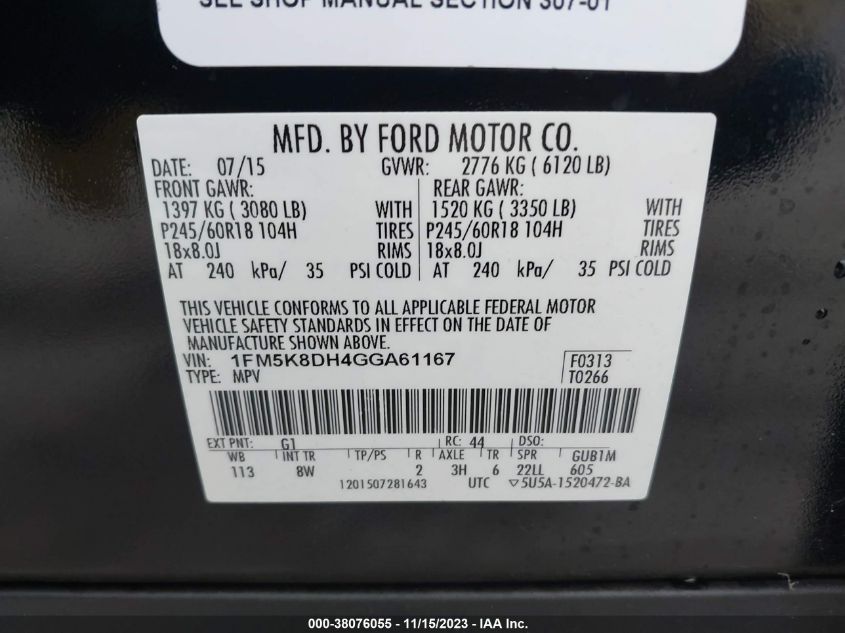 SEE SHOP MANUAL SECTION 307-01
MFD. BY FORD MOTOR CO.
DATE: 07/15 GVWR: 2776 KG ( 6120 LB)
FRONT GAWR: REAR GAWR:
1397 KG ( 3080 LB) WITH 1520 KG ( 3350 LB) WITH
P245/60R18 104H TIRES P245/60R18 104H TIRES
18x8.0J RIMS 18x8.0J RIMS
AT 240 kPa/ 35 PSI COLD AT 240 kPa/ 35 PSI COLD
THIS VEHICLE CONFORMS TO ALL APPLICABLE FEDERAL MOTOR
VEHICLE SAFETY STANDARDS IN EFFECT ON THE DATE OF
MANUFACTURE SHOWN ABOVE.
VIN: 1FM5K8DH4GGA61167 F0313
TYPE: MPV T0266
EXT PNT: G1 RC: 44 DSO:
WB INT TR TP/PS R AXLE TR SPR GUB1M
113 8W 2 3H 6 22LL 605
1201507281643 UTC ▽5U5A-1520472-BA
000-38076055 - 11/15/2023 - IAA Inc.